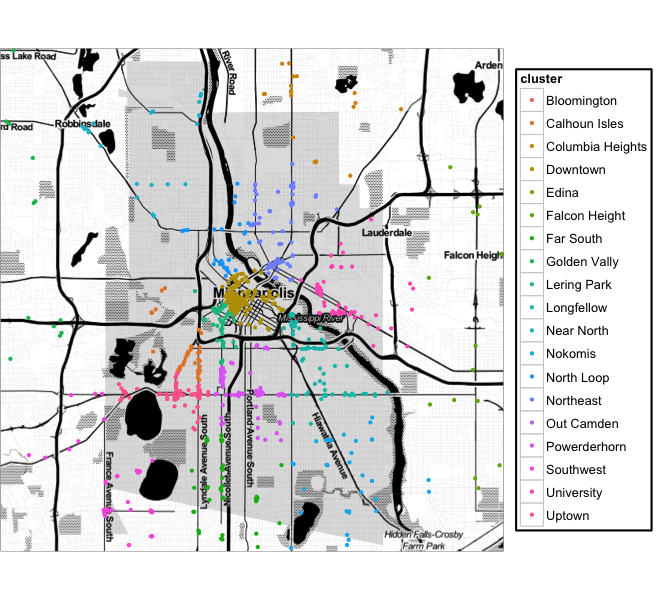 ss Lake Road
River Road
Arden
rd Road
Robbinsdale
Lauderdale
Falcon Heigh
Minneapolis
Mississippi River
Lyndale Avenue South
Nicollet Avenue South
Portland Avenue South
Hiawatha Avenue
France Avenue South
Hidden Falls-Crosby
Farm Park
cluster
Bloomington
Calhoun Isles
Columbia Heights
Downtown
Edina
Falcon Height
Far South
Golden Vally
Lering Park
Longfellow
Near North
Nokomis
North Loop
Northeast
Out Camden
Powerderhorn
Southwest
University
Uptown